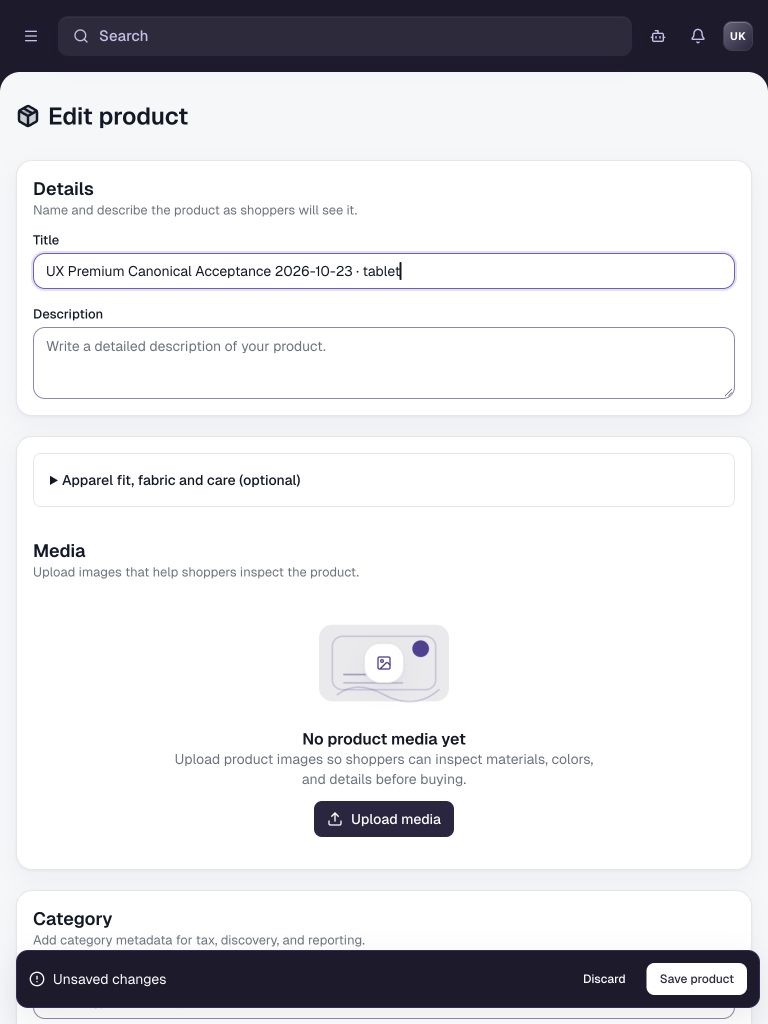 Search
UK
Edit product
Details
Name and describe the product as shoppers will see it.
Title
UX Premium Canonical Acceptance 2026-10-23 · tablet
Description
Write a detailed description of your product.
Apparel fit, fabric and care (optional)
Media
Upload images that help shoppers inspect the product.
No product media yet
Upload product images so shoppers can inspect materials, colors,
and details before buying.
Upload media
Category
Add category metadata for tax, discovery, and reporting.
Unsaved changes
Discard
Save product